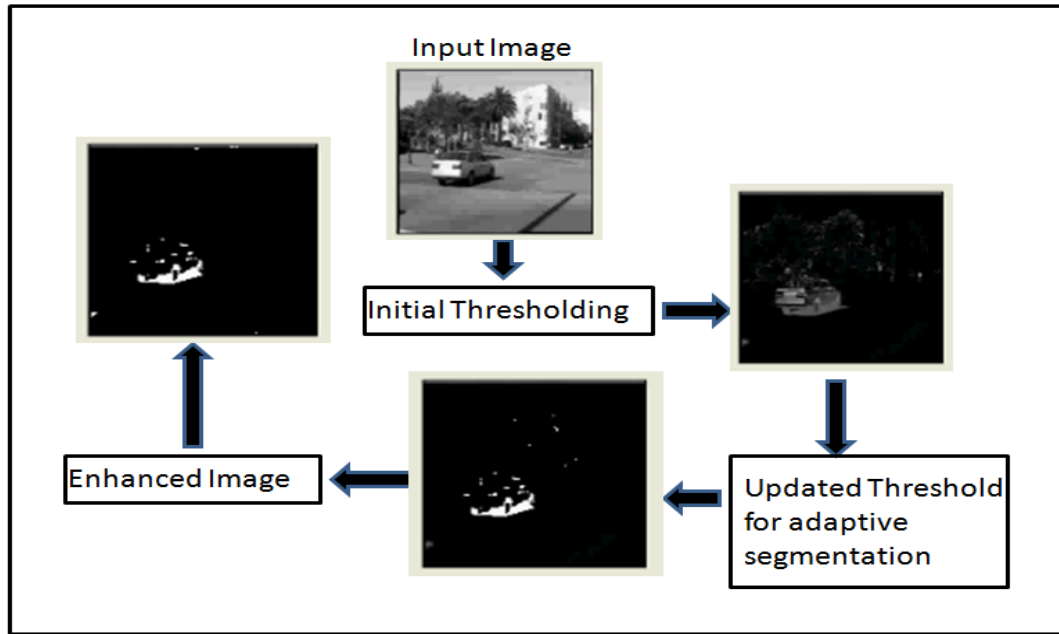 Input Image
Initial Thresholding
Updated Threshold
for adaptive
segmentation
Enhanced Image